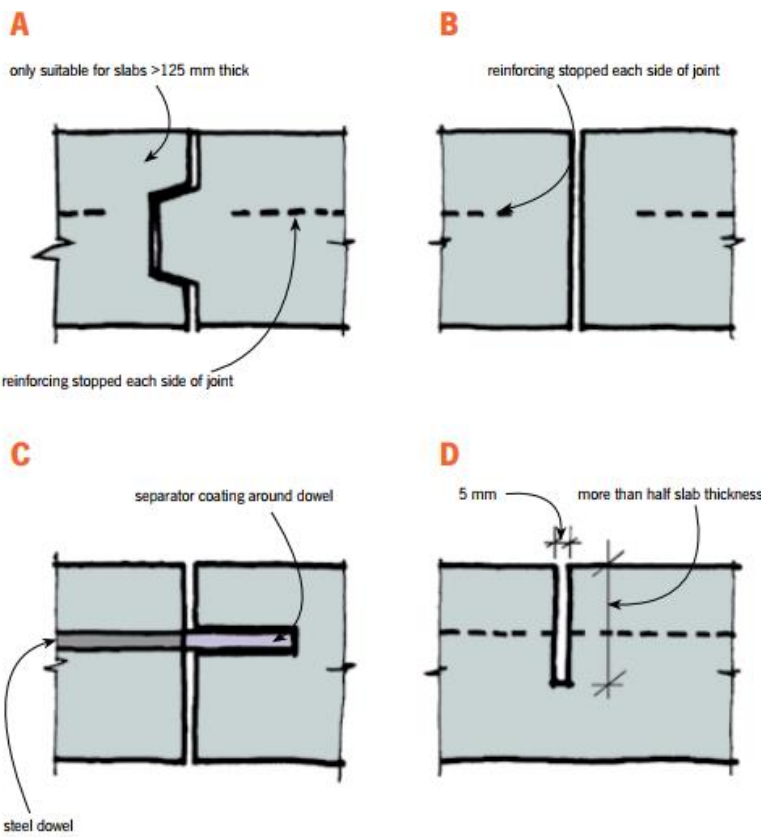 A
only suitable for slabs >125 mm thick
reinforcing stopped each side of joint
B
reinforcing stopped each side of joint
C
separator coating around dowel
steel dowel
D
5 mm
more than half slab thickness